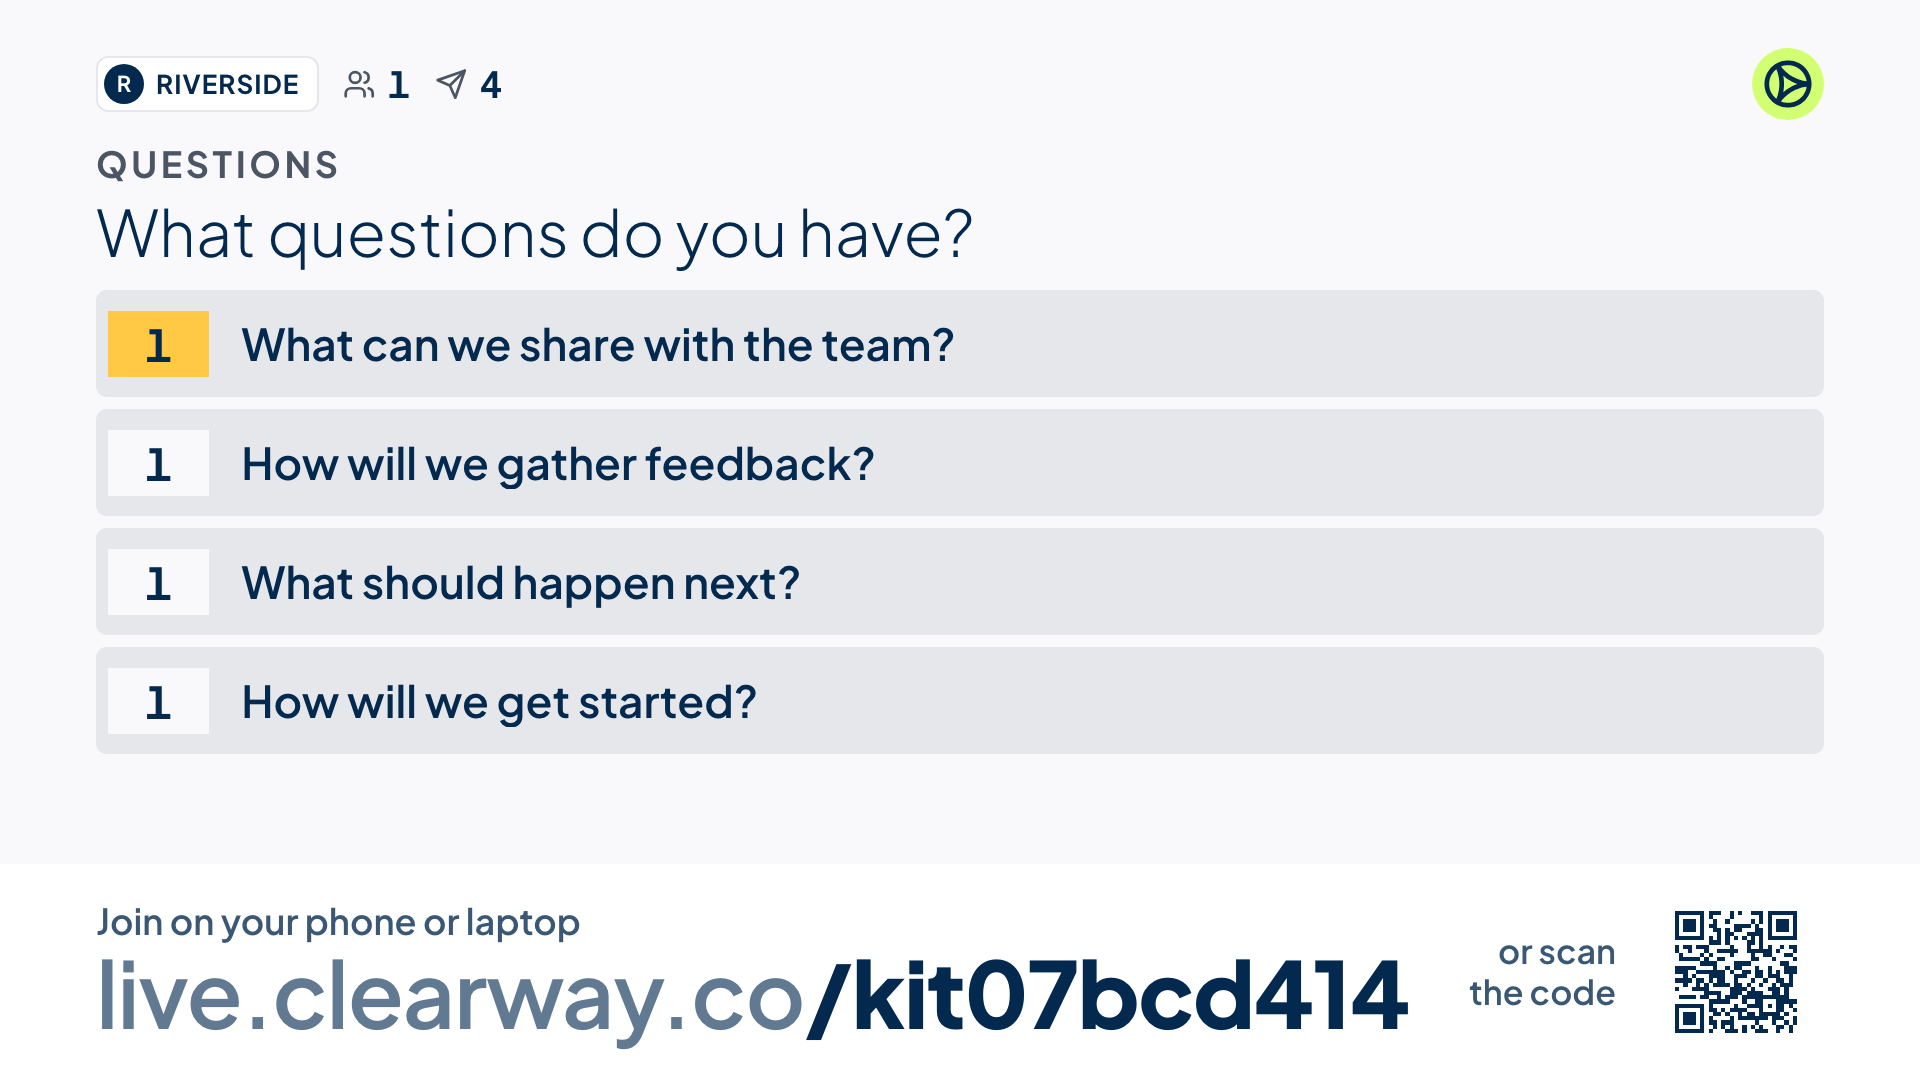 R RIVERSIDE 1 4
QUESTIONS
What questions do you have?
1 What can we share with the team?
1 How will we gather feedback?
1 What should happen next?
1 How will we get started?
Join on your phone or laptop
live.clearway.co/kit07bcd414
or scan
the code